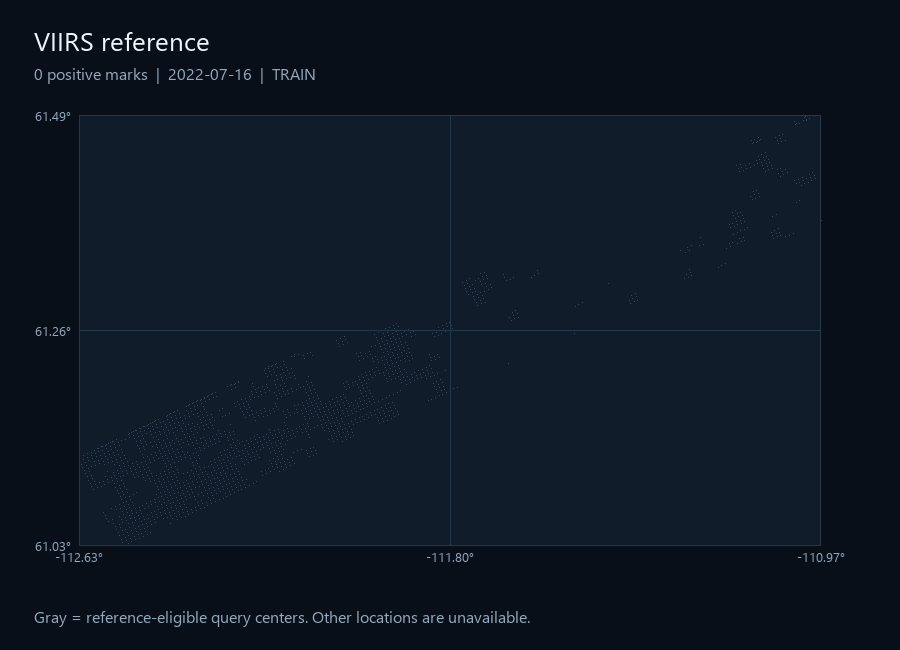 VIIRS reference
0 positive marks | 2022-07-16 | TRAIN
61.49°
61.26°
61.03°
-112.63°
-111.80°
-110.97°
Gray = reference-eligible query centers. Other locations are unavailable.